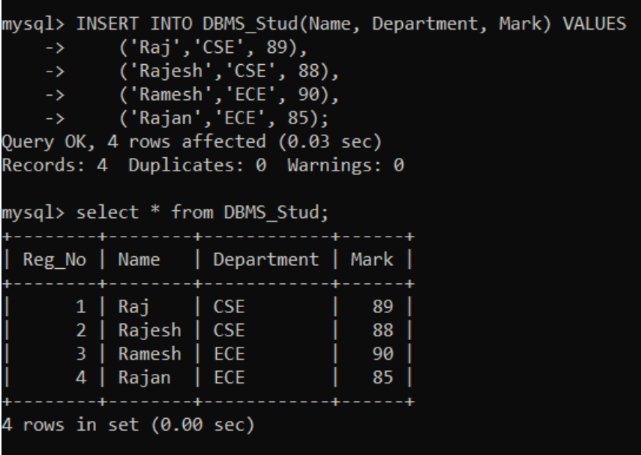 mysql> INSERT INTO DBMS_Stud(Name, Department, Mark) VALUES
    ->      ('Raj','CSE', 89),
    ->      ('Rajesh','CSE', 88),
    ->      ('Ramesh','ECE', 90),
    ->      ('Rajan','ECE', 85);
Query OK, 4 rows affected (0.03 sec)
Records: 4  Duplicates: 0  Warnings: 0

mysql> select * from DBMS_Stud;
+--------+--------+------------+------+
| Reg_No | Name   | Department | Mark |
+--------+--------+------------+------+
|      1 | Raj    | CSE        |   89 |
|      2 | Rajesh | CSE        |   88 |
|      3 | Ramesh | ECE        |   90 |
|      4 | Rajan  | ECE        |   85 |
+--------+--------+------------+------+
4 rows in set (0.00 sec)